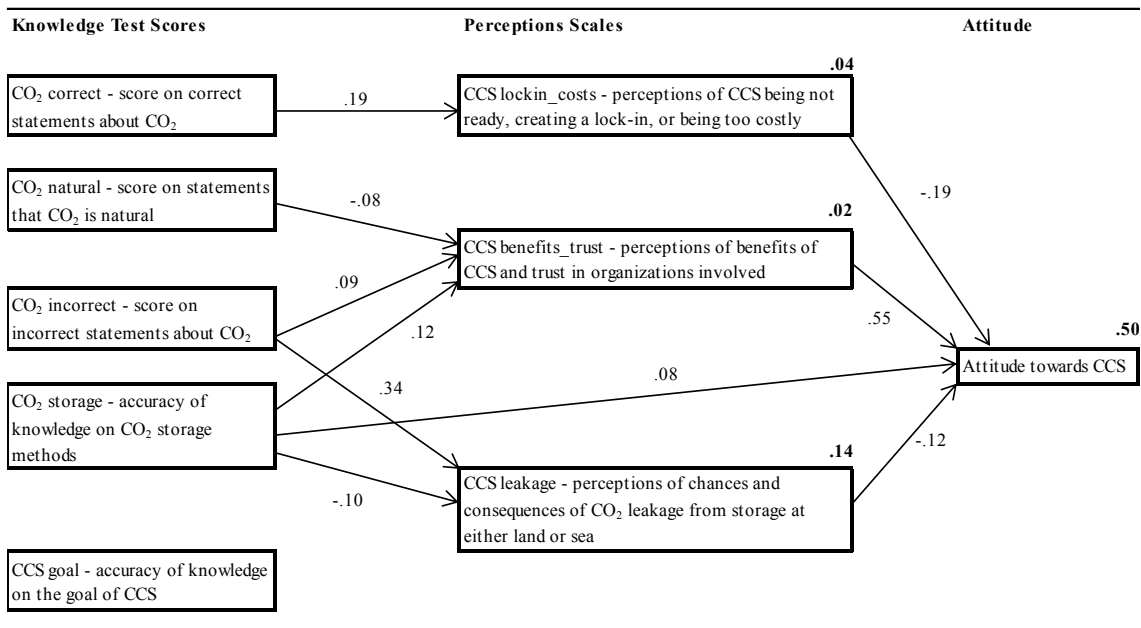 Knowledge Test Scores
Perceptions Scales
Attitude
CO₂ correct - score on correct
statements about CO₂
.19
.04
CCS lockin_costs - perceptions of CCS being not
ready, creating a lock-in, or being too costly
-.19
CO₂ natural - score on statements
that CO₂ is natural
-.08
.02
CCS benefits_trust - perceptions of benefits of
CCS and trust in organizations involved
.55
CO₂ incorrect - score on
incorrect statements about CO₂
.09
.12
.34
.50
Attitude towards CCS
CO₂ storage - accuracy of
knowledge on CO₂ storage
methods
.08
-.10
.14
CCS leakage - perceptions of chances and
consequences of CO₂ leakage from storage at
either land or sea
-.12
CCS goal - accuracy of knowledge
on the goal of CCS